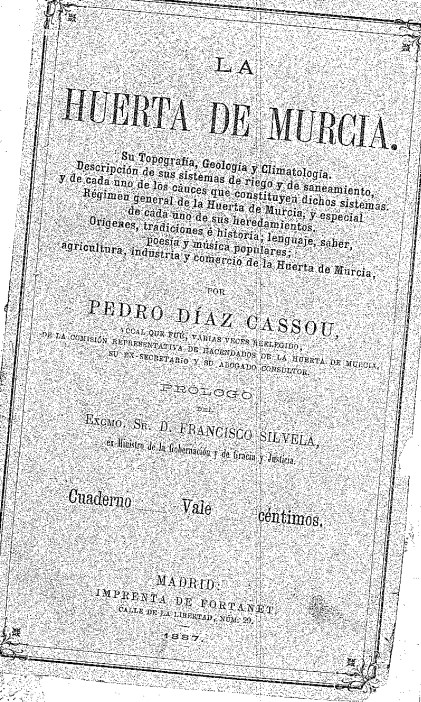 LA
HUERTA DE MURCIA.
Su Topografía, Geología y Climatología.
Descripción de sus sistemas de riego y de saneamiento,
y de cada uno de los cáuces que constituyen dichos sistemas.
Régimen general de la Huerta de Murcia, y especial
de cada uno de sus heredamientos.
Orígenes, tradiciones é historia; lenguaje, saber,
poesía y música populares;
agricultura, industria y comercio de la Huerta de Murcia,
POR
PEDRO DÍAZ CASSOU,
VOCAL QUE FUÉ, VARIAS VECES REELEGIDO,
DE LA COMISIÓN REPRESENTATIVA DE HACENDADOS DE LA HUERTA DE MURCIA,
SU EX-SECRETARIO Y SU ABOGADO CONSULTOR.
PRÓLOGO
DEL
EXCMO. SR. D. FRANCISCO SILVELA,
ex-Ministro de la Gobernación y de Gracia y Justicia.
Cuaderno Vale céntimos.
MADRID:
IMPRENTA DE FORTANET,
CALLE DE LA LIBERTAD, NÚM. 29.
1887.